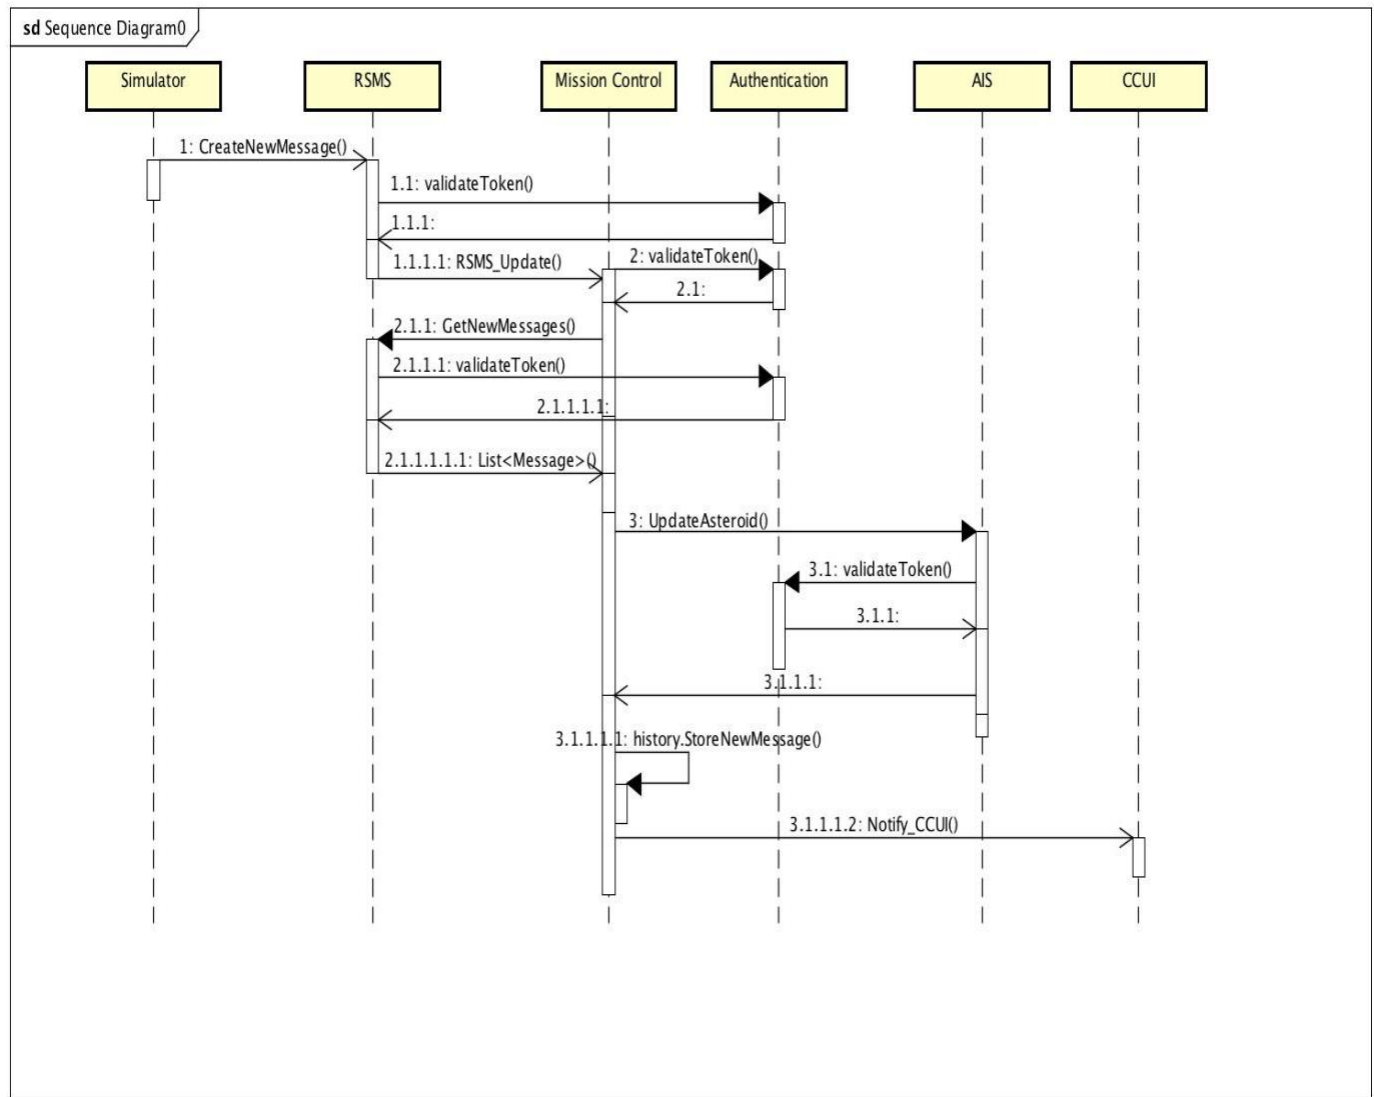 sd Sequence Diagram0
Simulator
RSMS
Mission Control
Authentication
AIS
CCUI
1: CreateNewMessage()
1.1: validateToken()
1.1.1:
1.1.1.1: RSMS_Update()
2: validateToken()
2.1:
2.1.1: GetNewMessages()
2.1.1.1: validateToken()
2.1.1.1.1:
2.1.1.1.1.1: List<Message>()
3: UpdateAsteroid()
3.1: validateToken()
3.1.1:
3.1.1.1:
3.1.1.1.1: history.StoreNewMessage()
3.1.1.1.2: Notify_CCUI()